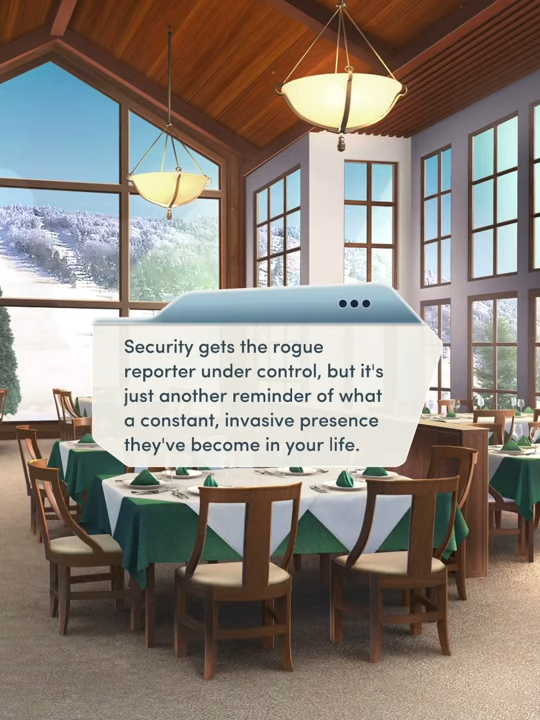 Security gets the rogue
reporter under control, but it's
just another reminder of what
a constant, invasive presence
they've become in your life.